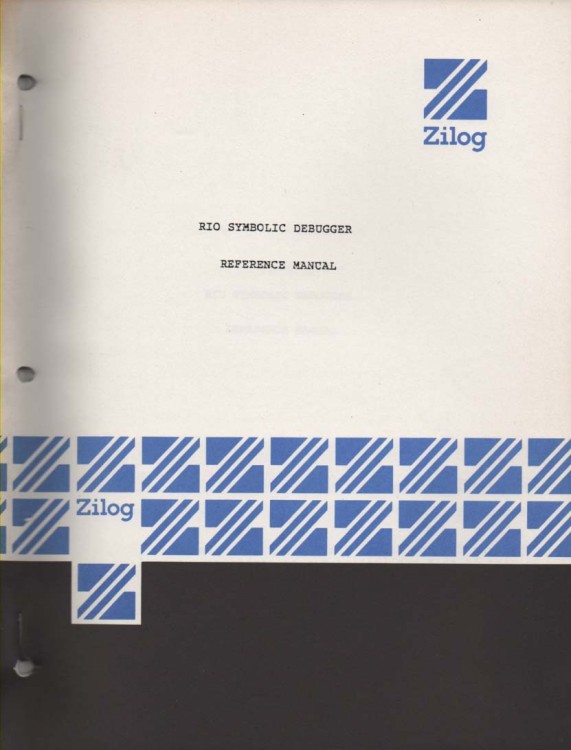 Zilog
RIO SYMBOLIC DEBUGGER
REFERENCE MANUAL
Zilog